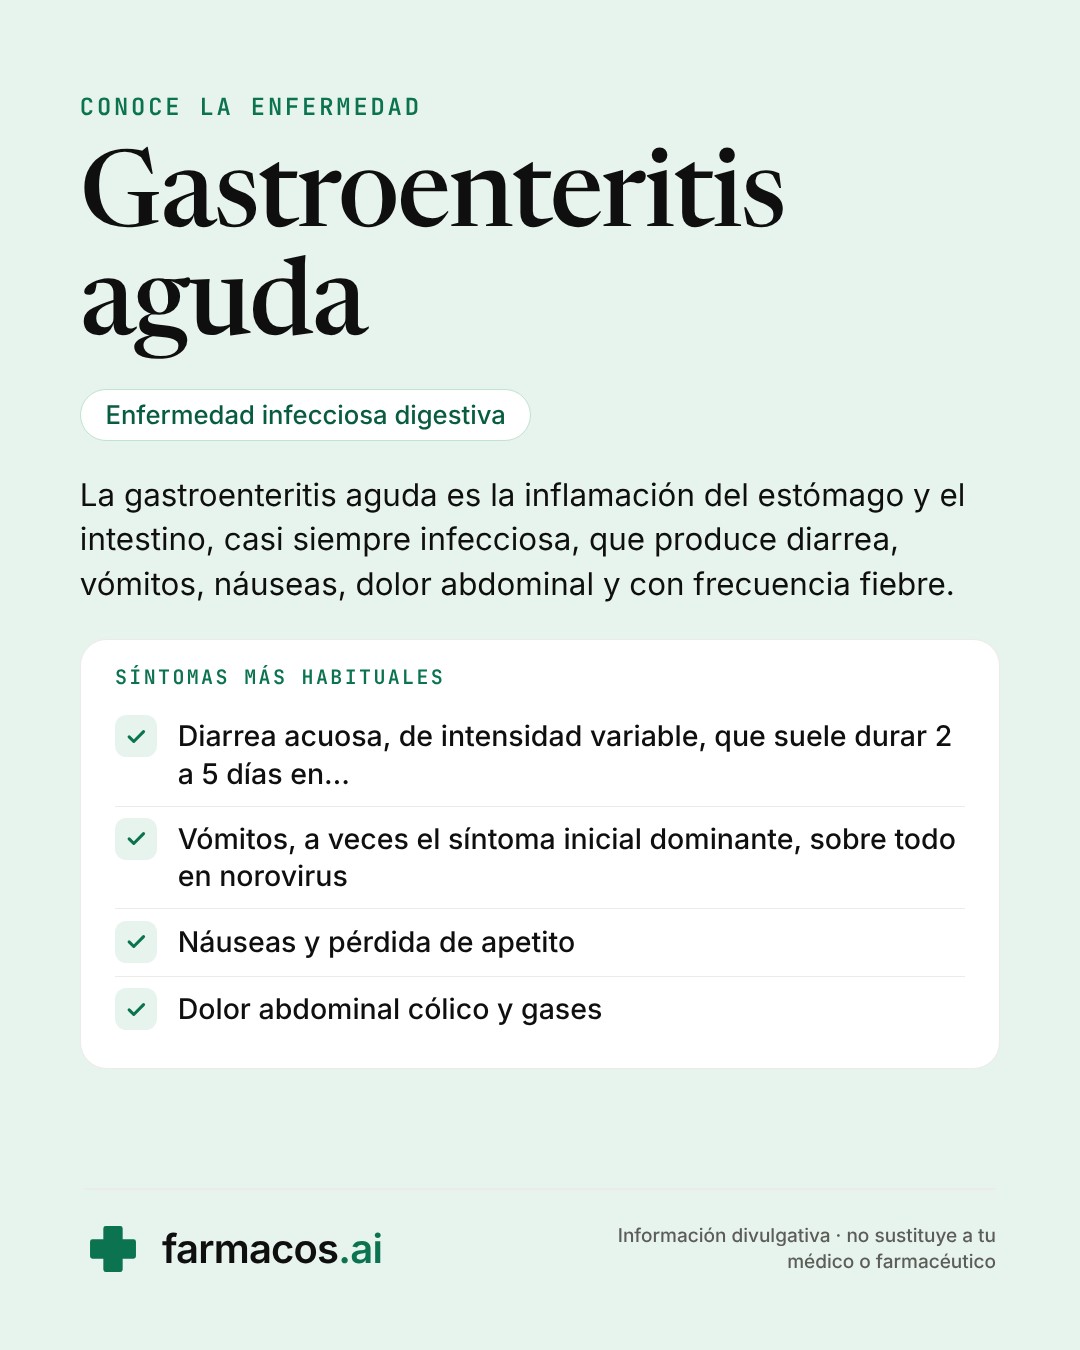 CONOCE LA ENFERMEDAD
Gastroenteritis
aguda
Enfermedad infecciosa digestiva
La gastroenteritis aguda es la inflamación del estómago y el
intestino, casi siempre infecciosa, que produce diarrea,
vómitos, náuseas, dolor abdominal y con frecuencia fiebre.
SÍNTOMAS MÁS HABITUALES
Diarrea acuosa, de intensidad variable, que suele durar 2
a 5 días en...
Vómitos, a veces el síntoma inicial dominante, sobre todo
en norovirus
Náuseas y pérdida de apetito
Dolor abdominal cólico y gases
farmacos.ai
Información divulgativa · no sustituye a tu
médico o farmacéutico